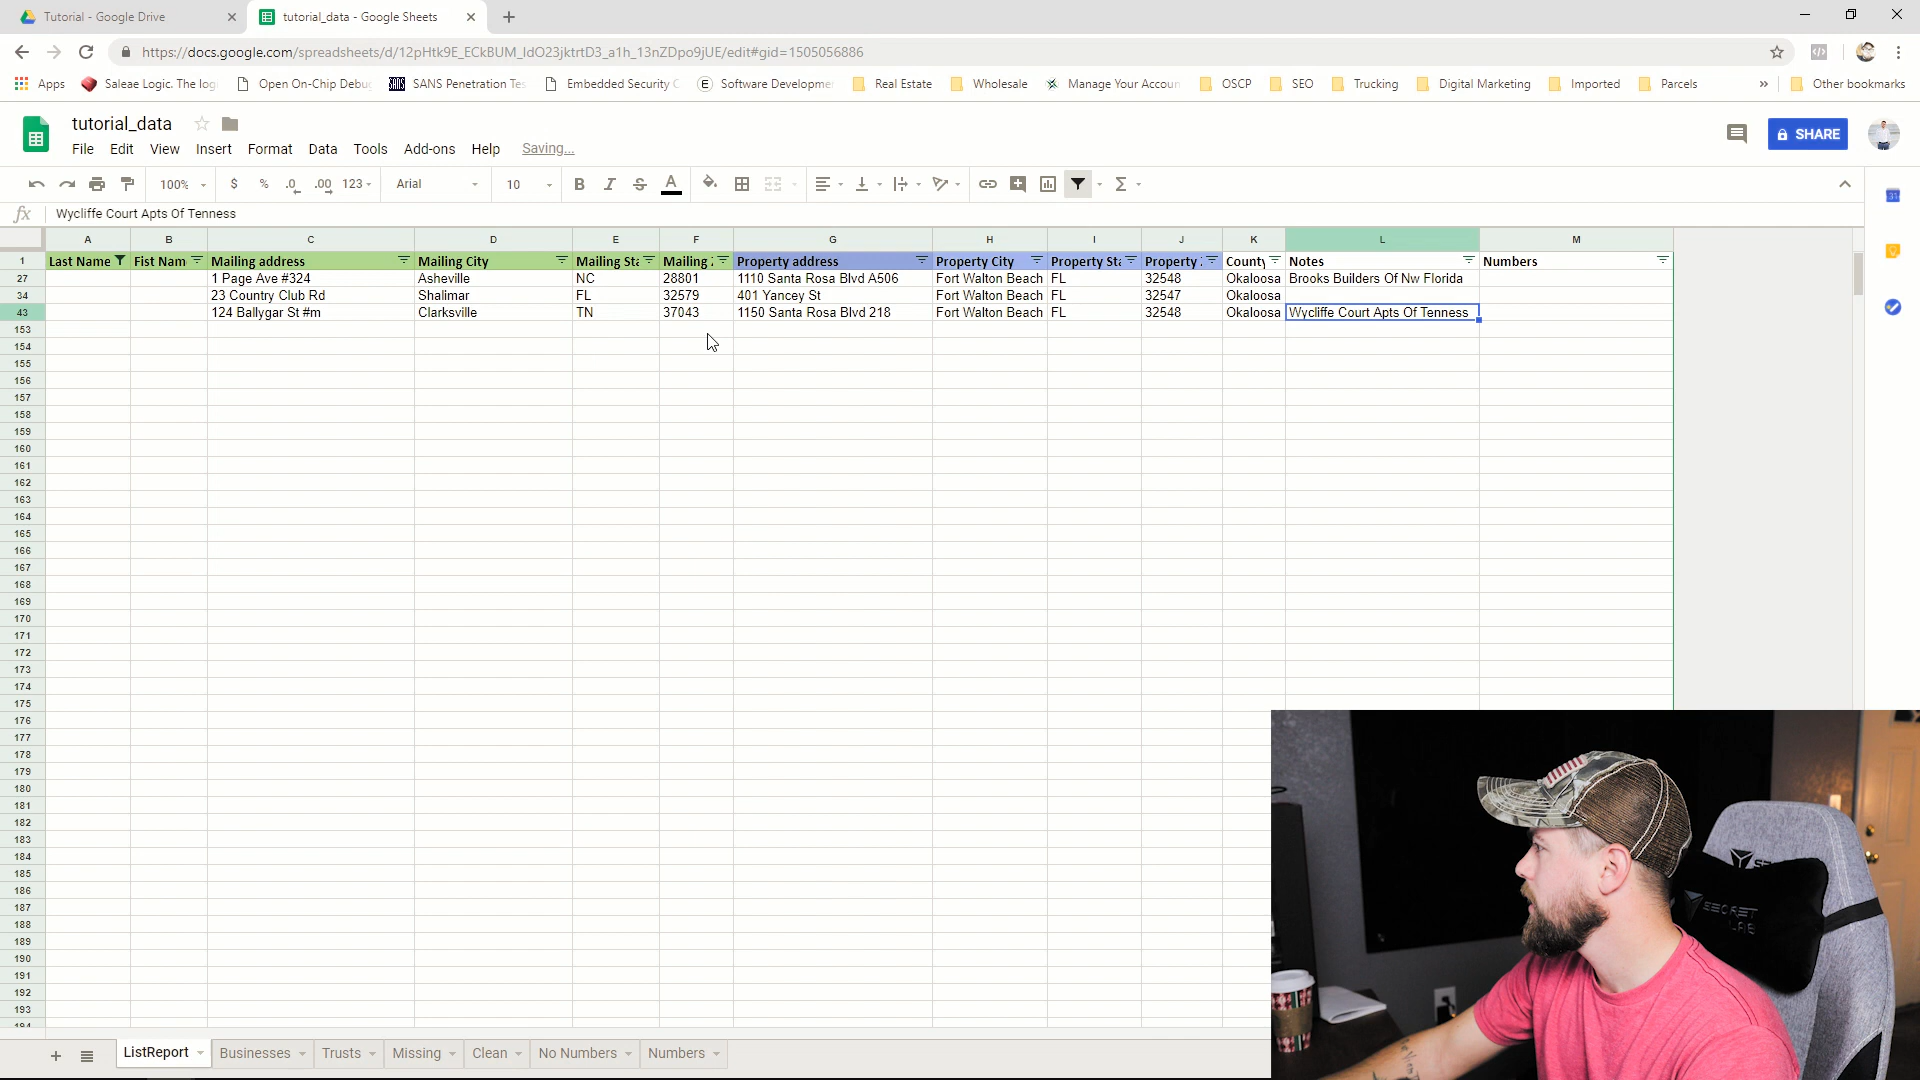 Tutorial - Google Drive
tutorial_data - Google Sheets
https://docs.google.com/spreadsheets/d/12pHtk9E_ECkBUM_IdO23jktrtD3_a1h_13nZDpo9jUE/edit#gid=1505056886
Apps Saleae Logic. The log Open On-Chip Debug SANS Penetration Tes Embedded Security C Software Developme Real Estate Wholesale Manage Your Accoun OSCP SEO Trucking Digital Marketing Imported Parcels » Other bookmarks
tutorial_data
File Edit View Insert Format Data Tools Add-ons Help Saving...
SHARE
100% $ % .0 .00 123 Arial 10 B I S A Σ
fx Wycliffe Court Apts Of Tenness
A B C D E F G H I J K L M
1 Last Name Fist Nam Mailing address Mailing City Mailing Sta Mailing Property address Property City Property Sta Property County Notes Numbers
27 1 Page Ave #324 Asheville NC 28801 1110 Santa Rosa Blvd A506 Fort Walton Beach FL 32548 Okaloosa Brooks Builders Of Nw Florida
34 23 Country Club Rd Shalimar FL 32579 401 Yancey St Fort Walton Beach FL 32547 Okaloosa
43 124 Ballygar St #m Clarksville TN 37043 1150 Santa Rosa Blvd 218 Fort Walton Beach FL 32548 Okaloosa Wycliffe Court Apts Of Tenness
153
154
155
156
157
158
159
160
161
162
163
164
165
166
167
168
169
170
171
172
173
174
175
176
177
178
179
180
181
182
183
184
185
186
187
188
189
190
191
192
193
194
SECRET
LAB
ListReport Businesses Trusts Missing Clean No Numbers Numbers